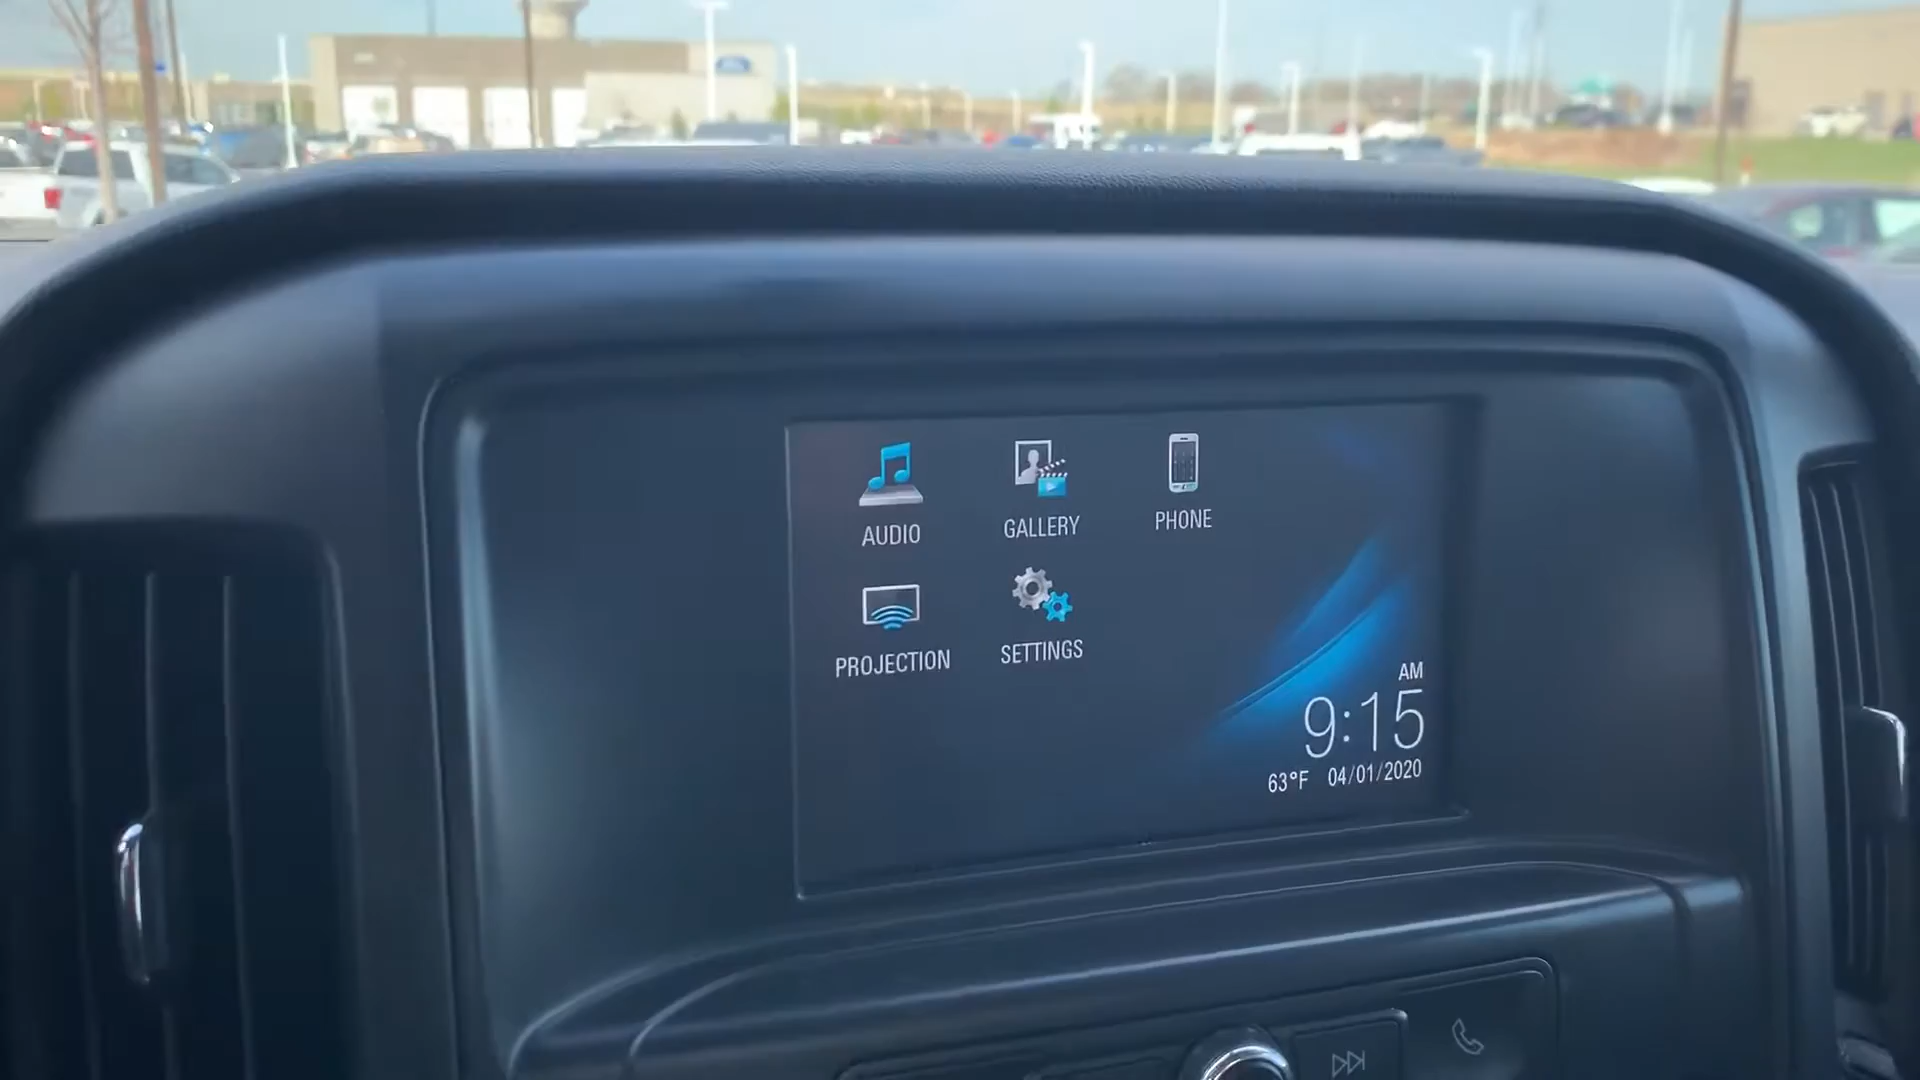 AUDIO
GALLERY
PHONE
PROJECTION
SETTINGS
AM
9:15
63°F 04/01/2020